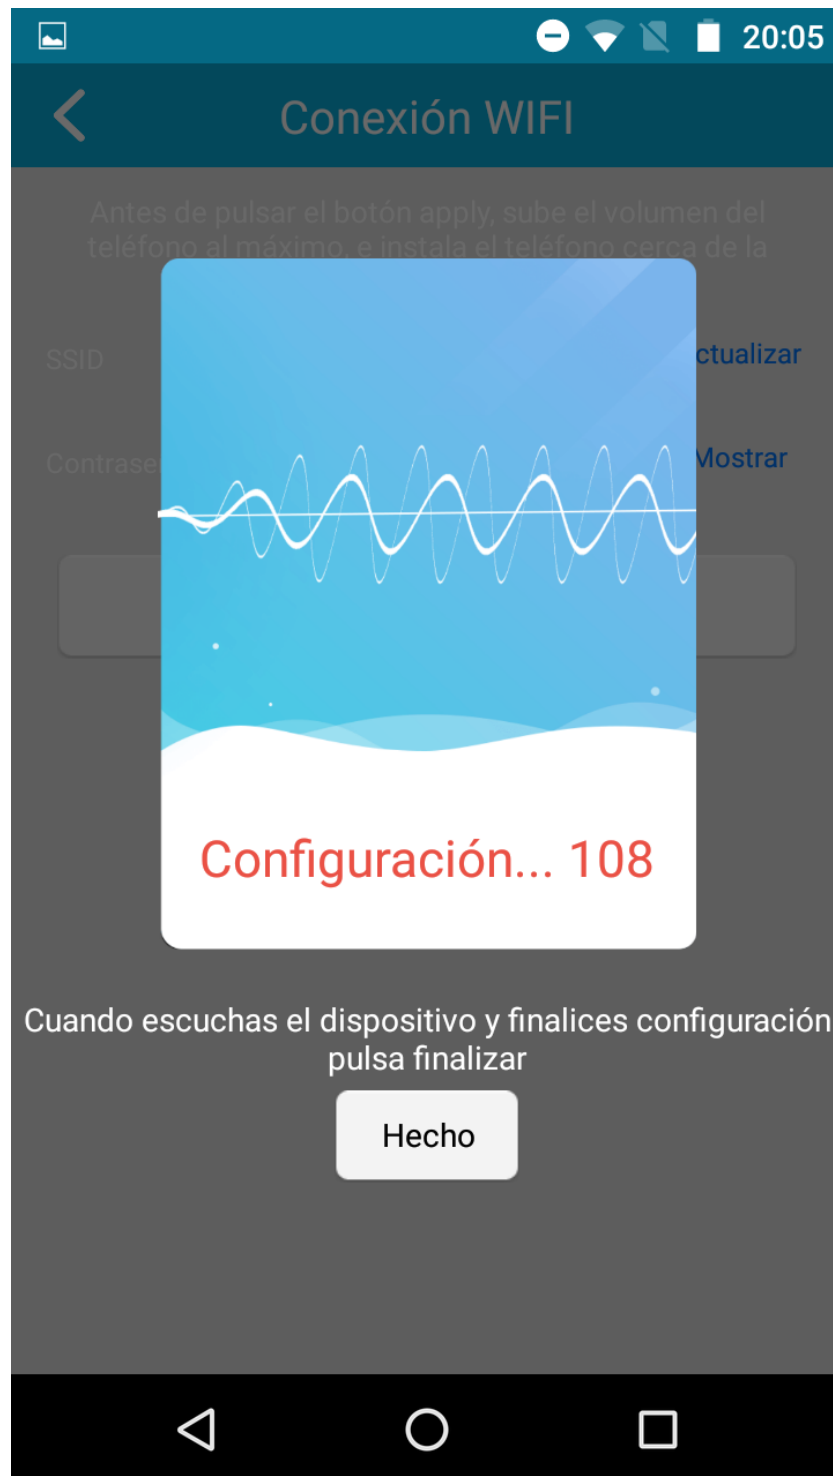 20:05
Conexión WIFI
Antes de pulsar el botón apply, sube el volumen del
teléfono al máximo, e instala el teléfono cerca de la
SSID
ctualizar
Contrase
Mostrar
Configuración... 108
Cuando escuchas el dispositivo y finalices configuración
pulsa finalizar
Hecho